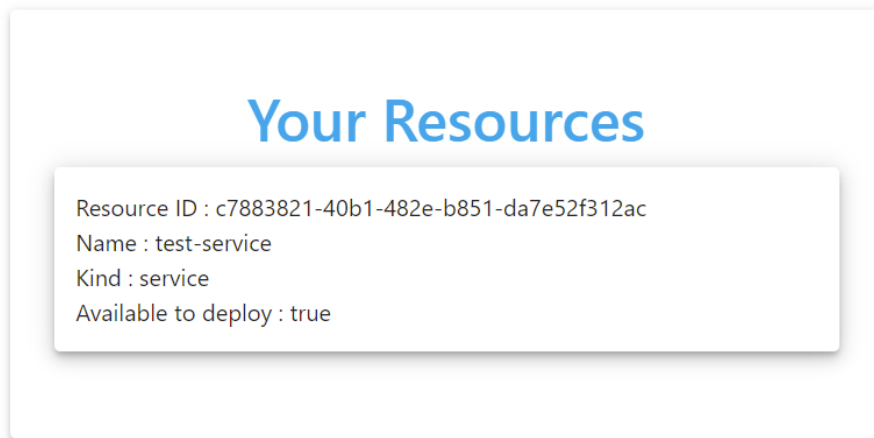 Your Resources
Resource ID : c7883821-40b1-482e-b851-da7e52f312ac
Name : test-service
Kind : service
Available to deploy : true